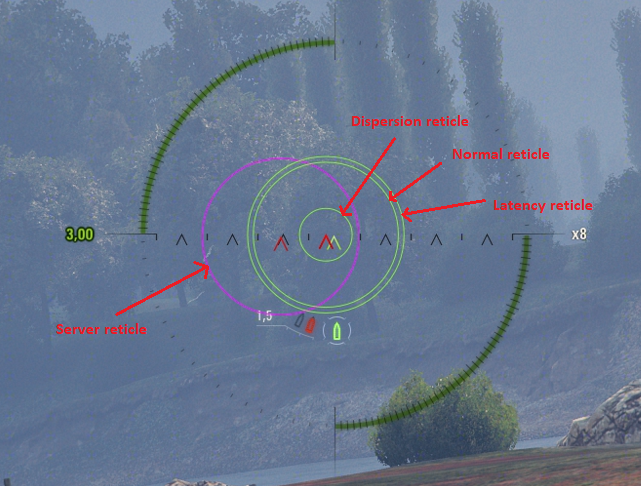 Dispersion reticle
Normal reticle
Latency reticle
3,00
x8
1,5
Server reticle